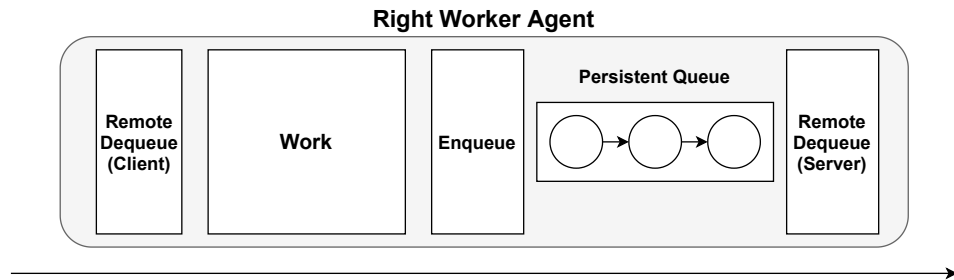 Right Worker Agent
Remote
Dequeue
(Client)
Work
Enqueue
Persistent Queue
Remote
Dequeue
(Server)